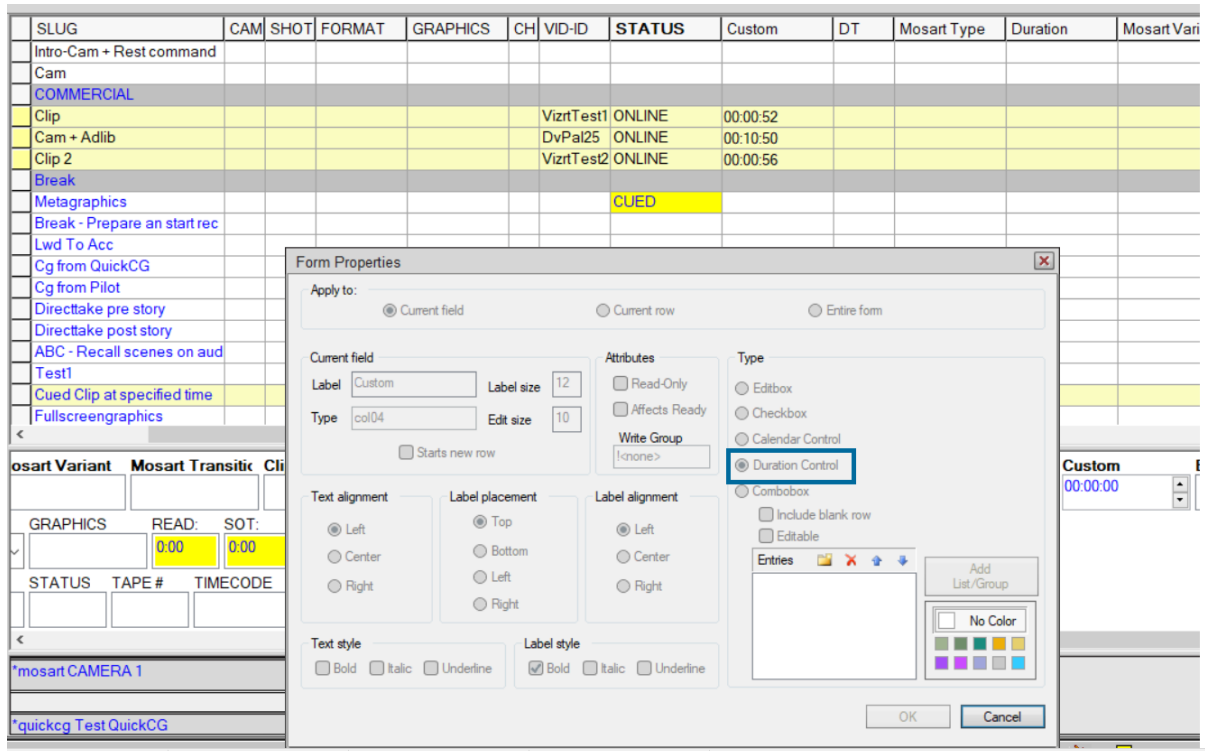 SLUG CAM SHOT FORMAT GRAPHICS CH VID-ID STATUS Custom DT Mosart Type Duration Mosart Vari
Intro-Cam + Rest command
Cam
COMMERCIAL
Clip VizrtTest1 ONLINE 00:00:52
Cam + Adlib DvPal25 ONLINE 00:10:50
Clip 2 VizrtTest2 ONLINE 00:00:56
Break
Metagraphics CUED
Break - Prepare an start rec
Lwd To Acc
Cg from QuickCG
Cg from Pilot
Directtake pre story
Directtake post story
ABC - Recall scenes on aud
Test1
Cued Clip at specified time
Fullscreengraphics
osart Variant Mosart Transitic Cli
GRAPHICS READ: SOT:
0:00 0:00
STATUS TAPE # TIMECODE
*mosart CAMERA 1
*quickcg Test QuickCG
Form Properties
Apply to:
Current field Current row Entire form
Current field
Label Custom Label size 12
Type col04 Edit size 10
Starts new row
Attributes
Read-Only
Affects Ready
Write Group
!<none>
Type
Editbox
Checkbox
Calendar Control
Duration Control
Combobox
Include blank row
Editable
Entries
Add
List/Group
No Color
Text alignment
Left
Center
Right
Label placement
Top
Bottom
Left
Right
Label alignment
Left
Center
Right
Text style
Bold Italic Underline
Label style
Bold Italic Underline
OK Cancel
Custom
00:00:00